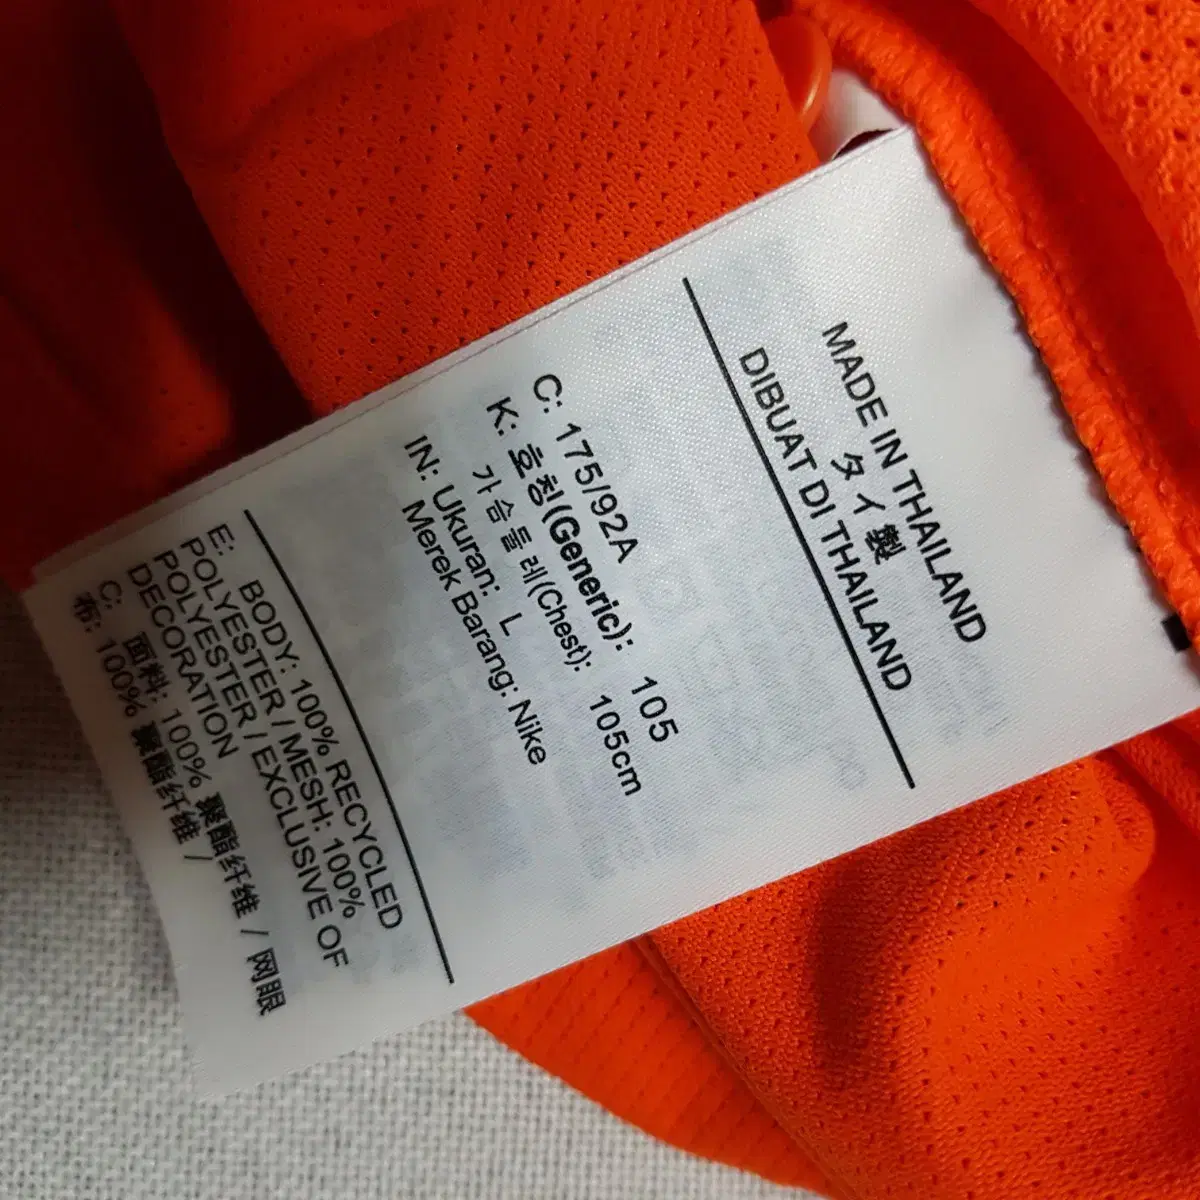 MADE IN THAILAND
タイ製
DIBUAT DI THAILAND
C: 175/92A
K: 호칭(Generic): 105
가슴둘레(Chest): 105cm
IN: Ukuran: L
Merek Barang: Nike
E: BODY: 100% RECYCLED
POLYESTER / MESH: 100%
POLYESTER / EXCLUSIVE OF
DECORATION
C: 面料: 100% 聚酯纤维 / 网眼
布: 100% 聚酯纤维 /